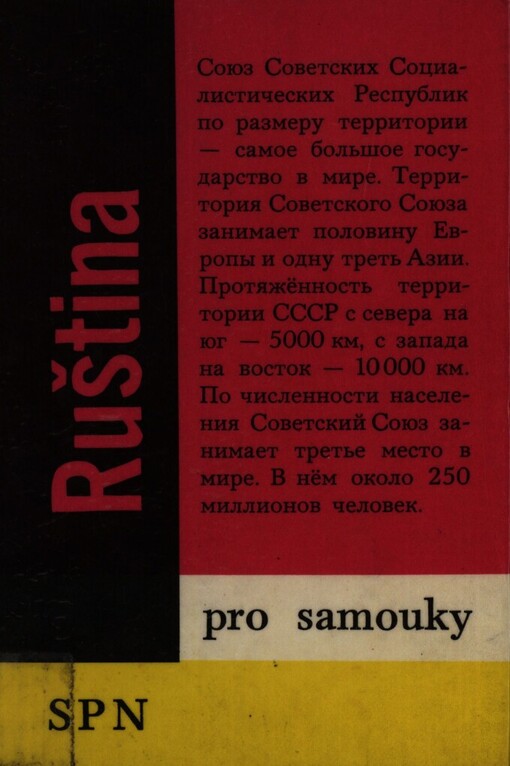 Ruština
Союз Советских Социа-
листических Республик
по размеру территории
— самое большое госу-
дарство в мире. Терри-
тория Советского Союза
занимает половину Ев-
ропы и одну треть Азии.
Протяжённость терри-
тории СССР с севера на
юг — 5000 км, с запада
на восток — 10 000 км.
По численности населе-
ния Советский Союз за-
нимает третье место в
мире. В нём около 250
миллионов человек.
pro samouky
SPN